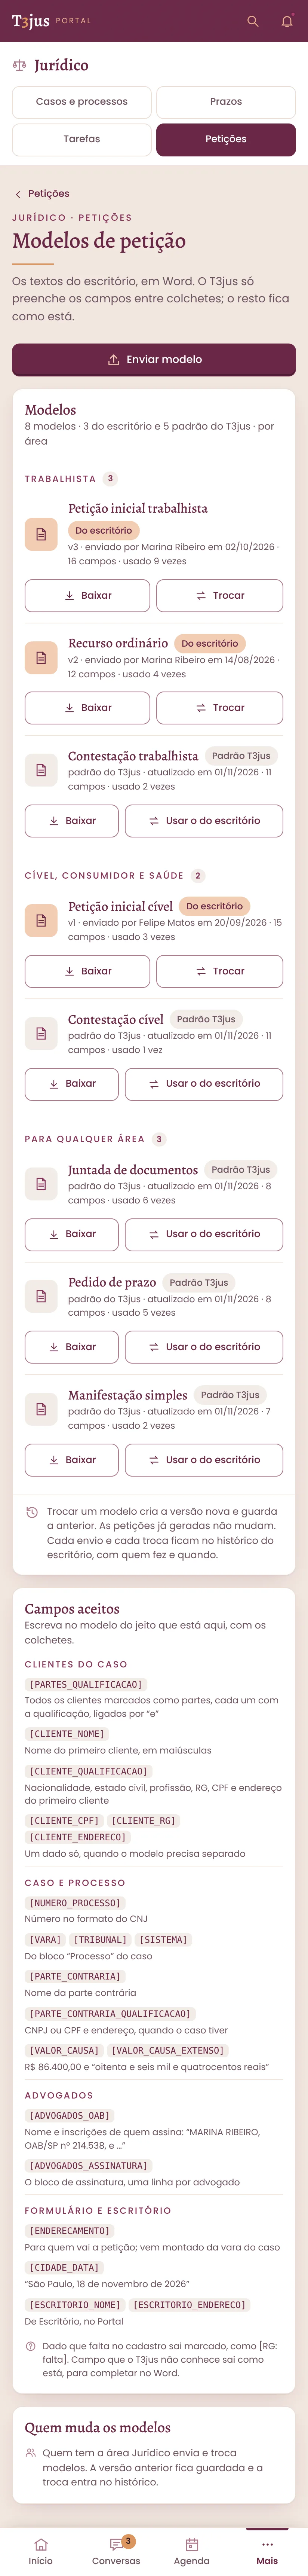 T3jus PORTAL
Jurídico
Casos e processos
Prazos
Tarefas
Petições
Petições
JURÍDICO · PETIÇÕES
Modelos de petição
Os textos do escritório, em Word. O T3jus só
preenche os campos entre colchetes; o resto fica
como está.
Enviar modelo
Modelos
8 modelos · 3 do escritório e 5 padrão do T3jus · por
área
TRABALHISTA 3
Petição inicial trabalhista
Do escritório
v3 · enviado por Marina Ribeiro em 02/10/2026 ·
16 campos · usado 9 vezes
Baixar
Trocar
Recurso ordinário Do escritório
v2 · enviado por Marina Ribeiro em 14/08/2026 ·
12 campos · usado 4 vezes
Baixar
Trocar
Contestação trabalhista Padrão T3jus
padrão do T3jus · atualizado em 01/11/2026 · 11
campos · usado 2 vezes
Baixar
Usar o do escritório
CÍVEL, CONSUMIDOR E SAÚDE 2
Petição inicial cível Do escritório
v1 · enviado por Felipe Matos em 20/09/2026 · 15
campos · usado 3 vezes
Baixar
Trocar
Contestação cível Padrão T3jus
padrão do T3jus · atualizado em 01/11/2026 · 11
campos · usado 1 vez
Baixar
Usar o do escritório
PARA QUALQUER ÁREA 3
Juntada de documentos Padrão T3jus
padrão do T3jus · atualizado em 01/11/2026 · 8
campos · usado 6 vezes
Baixar
Usar o do escritório
Pedido de prazo Padrão T3jus
padrão do T3jus · atualizado em 01/11/2026 · 8
campos · usado 5 vezes
Baixar
Usar o do escritório
Manifestação simples Padrão T3jus
padrão do T3jus · atualizado em 01/11/2026 · 7
campos · usado 2 vezes
Baixar
Usar o do escritório
Trocar um modelo cria a versão nova e guarda
a anterior. As petições já geradas não mudam.
Cada envio e cada troca ficam no histórico do
escritório, com quem fez e quando.
Campos aceitos
Escreva no modelo do jeito que está aqui, com os
colchetes.
CLIENTES DO CASO
[PARTES_QUALIFICACAO]
Todos os clientes marcados como partes, cada um com
a qualificação, ligados por “e”
[CLIENTE_NOME]
Nome do primeiro cliente, em maiúsculas
[CLIENTE_QUALIFICACAO]
Nacionalidade, estado civil, profissão, RG, CPF e endereço
do primeiro cliente
[CLIENTE_CPF] [CLIENTE_RG]
[CLIENTE_ENDERECO]
Um dado só, quando o modelo precisa separado
CASO E PROCESSO
[NUMERO_PROCESSO]
Número no formato do CNJ
[VARA] [TRIBUNAL] [SISTEMA]
Do bloco “Processo” do caso
[PARTE_CONTRARIA]
Nome da parte contrária
[PARTE_CONTRARIA_QUALIFICACAO]
CNPJ ou CPF e endereço, quando o caso tiver
[VALOR_CAUSA] [VALOR_CAUSA_EXTENSO]
R$ 86.400,00 e “oitenta e seis mil e quatrocentos reais”
ADVOGADOS
[ADVOGADOS_OAB]
Nome e inscrições de quem assina: “MARINA RIBEIRO,
OAB/SP nº 214.538, e ...”
[ADVOGADOS_ASSINATURA]
O bloco de assinatura, uma linha por advogado
FORMULÁRIO E ESCRITÓRIO
[ENDERECAMENTO]
Para quem vai a petição; vem montado da vara do caso
[CIDADE_DATA]
“São Paulo, 18 de novembro de 2026”
[ESCRITORIO_NOME] [ESCRITORIO_ENDERECO]
De Escritório, no Portal
Dado que falta no cadastro sai marcado, como [RG:
falta]. Campo que o T3jus não conhece sai como
está, para completar no Word.
Quem muda os modelos
Quem tem a área Jurídico envia e troca
modelos. A versão anterior fica guardada e a
troca entra no histórico.
3
Início
Conversas
Agenda
Mais